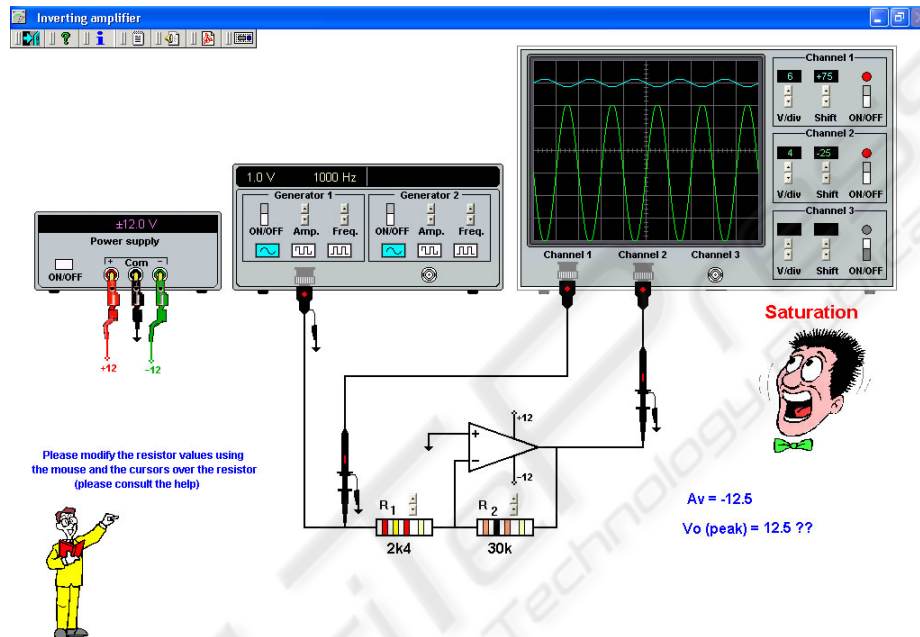 Inverting amplifier
Channel 1
6 +75
V/div Shift ON/OFF
Channel 2
4 -25
V/div Shift ON/OFF
Channel 3
V/div Shift ON/OFF
1.0 V 1000 Hz
Generator 1 Generator 2
ON/OFF Amp. Freq. ON/OFF Amp. Freq.
±12.0 V
Power supply
+ Com −
ON/OFF
Channel 1 Channel 2 Channel 3
+12 −12
Saturation
+12
+
−
−12
Please modify the resistor values using
the mouse and the cursors over the resistor
(please consult the help)
R1 R2
2k4 30k
Av = -12.5
Vo (peak) = 12.5 ??